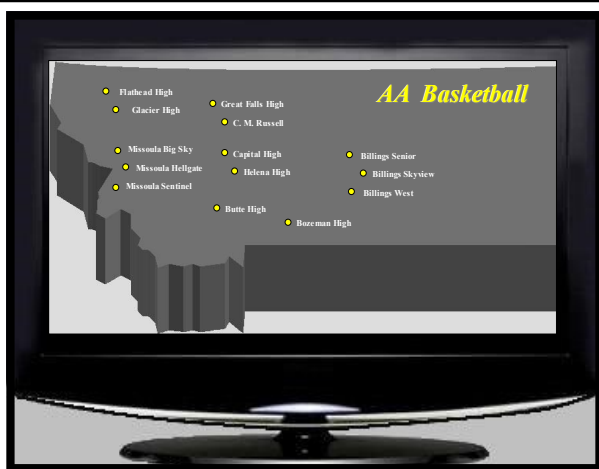 AA Basketball
Flathead High
Glacier High
Great Falls High
C. M. Russell
Missoula Big Sky
Missoula Hellgate
Missoula Sentinel
Capital High
Helena High
Billings Senior
Billings Skyview
Billings West
Butte High
Bozeman High